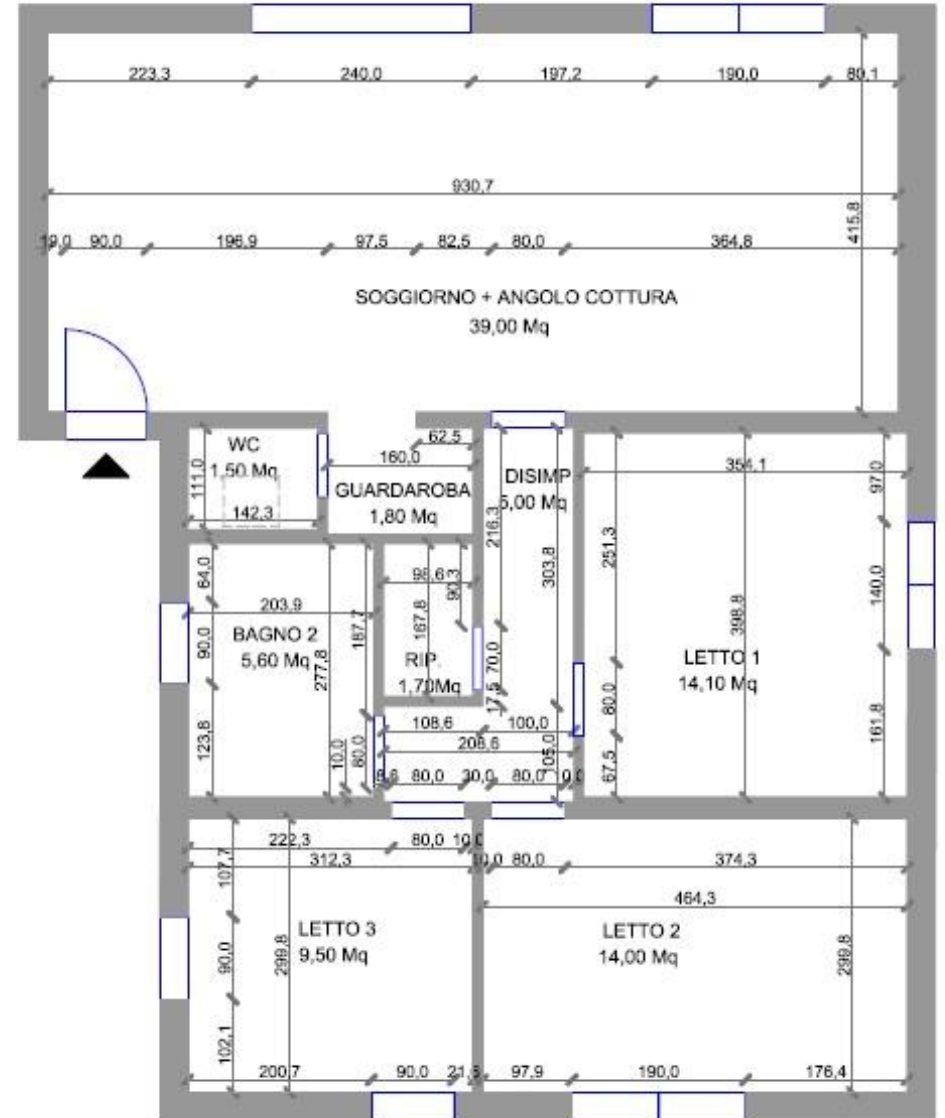 223,3 240,0 197,2 190,0 80,1
930,7
415,8
90,0 196,9 97,5 82,5 80,0 364,8
SOGGIORNO + ANGOLO COTTURA
39,00 Mq
WC
1,50 Mq
111,0
142,3
62,5
160,0
GUARDAROBA
1,80 Mq
DISIMP
5,00 Mq
216,3
303,8
354,1
97,0
251,3
398,8
140,0
64,0
203,9
187,7
98,6
90,3
167,8
BAGNO 2
5,60 Mq
90,0
277,8
RIP.
1,70Mq
70,0
17,5
LETTO 1
14,10 Mq
80,0
161,8
123,8
10,0
80,0
108,6 100,0
208,6
105,0
67,5
80,0 30,0 80,0
222,3 80,0
312,3
107,7
80,0 374,3
464,3
LETTO 3
9,50 Mq
LETTO 2
14,00 Mq
90,0
299,8
299,8
102,1
200,7 90,0 97,9 190,0 176,4